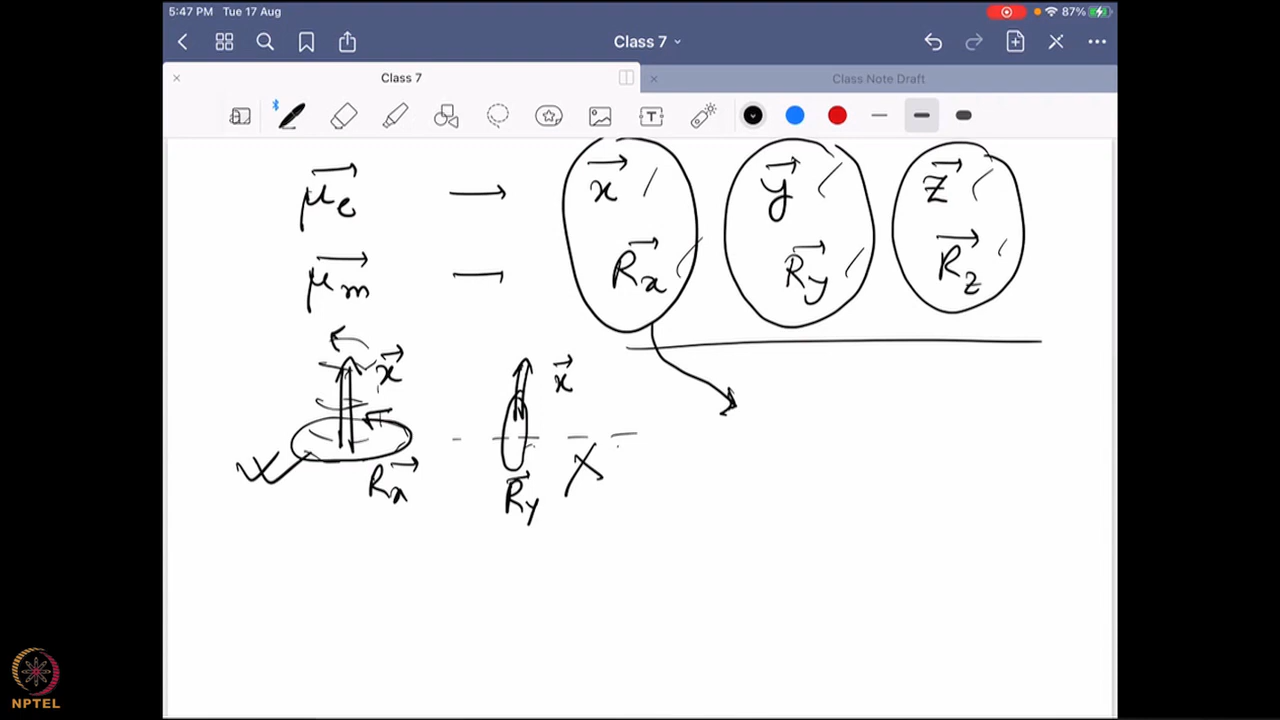 5:47 PM Tue 17 Aug
87%
Class 7
Class 7
Class Note Draft
T
μe⃗ → x⃗ y⃗ z⃗
μm⃗ — Rx⃗ Ry⃗ Rz⃗
x⃗ x⃗
Rx⃗ Ry⃗ X
NPTEL